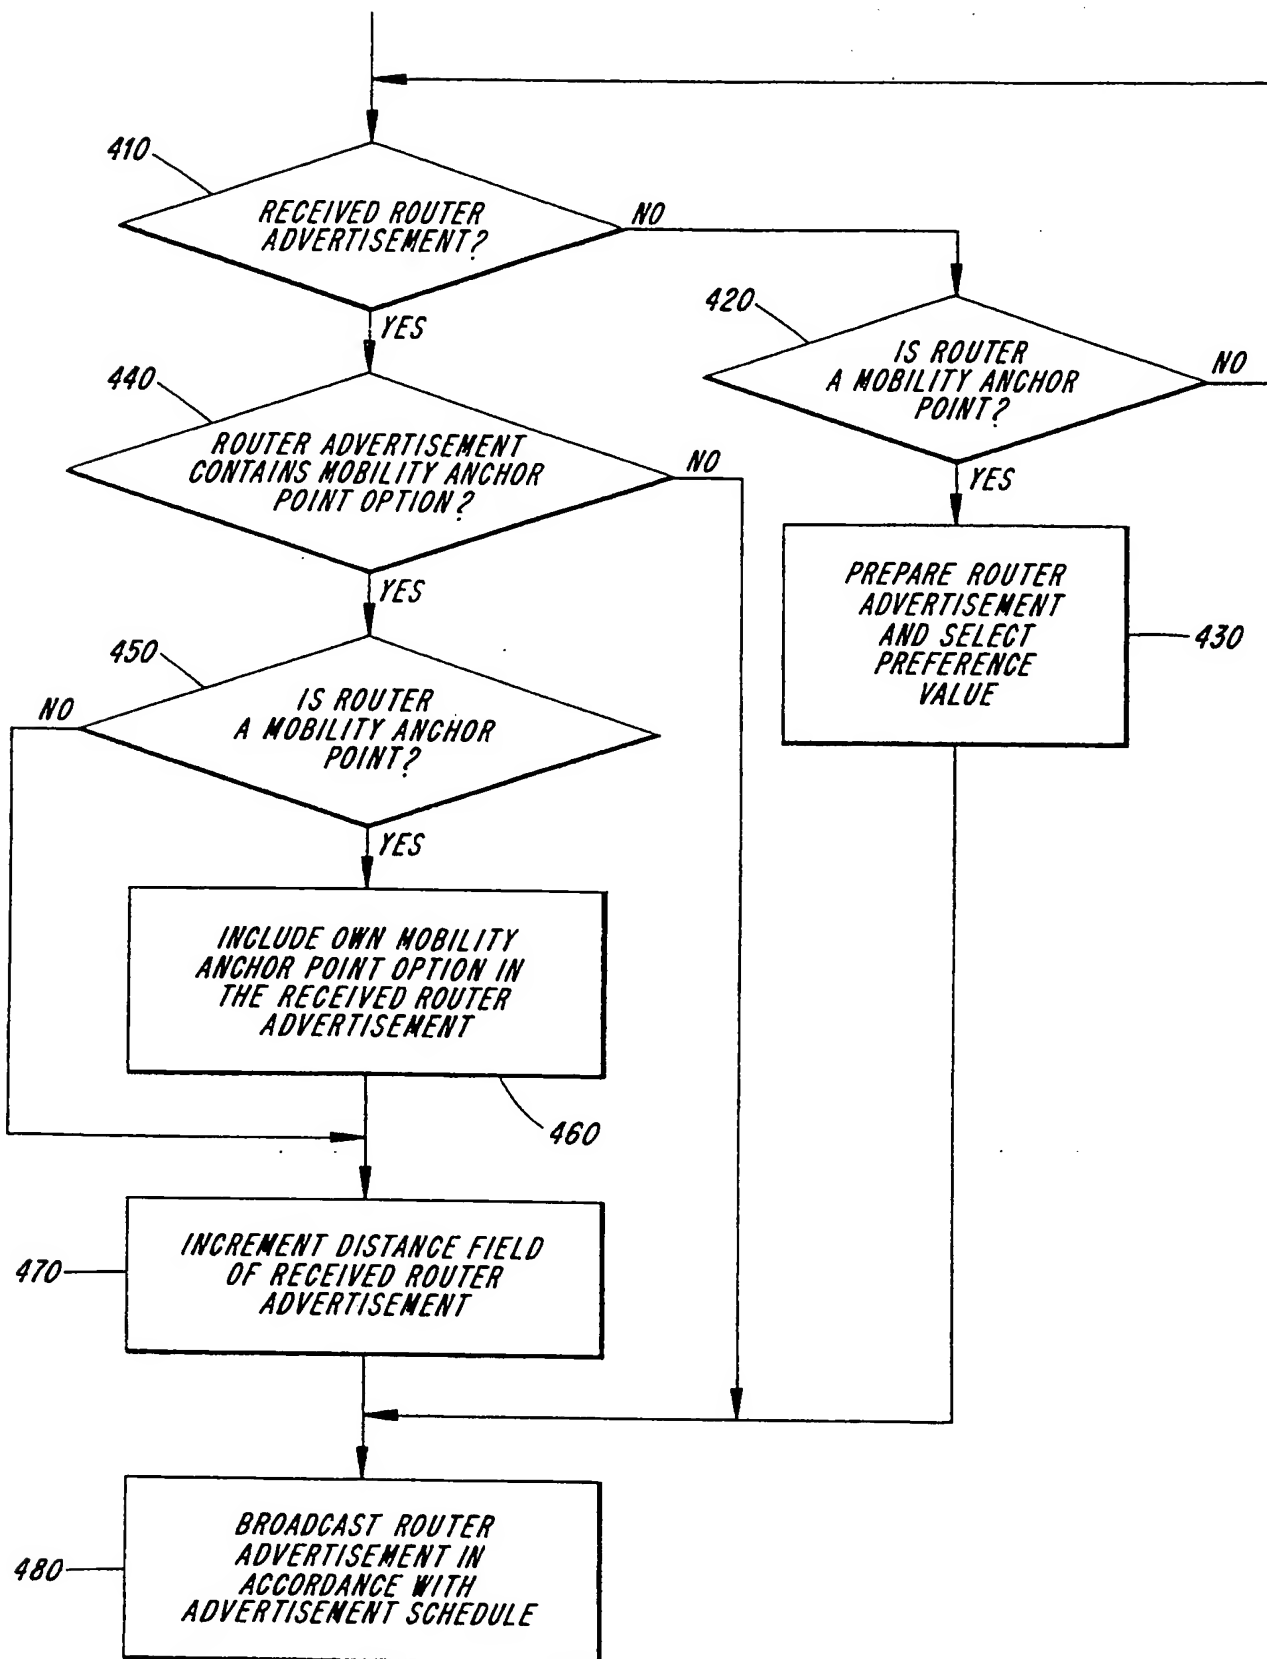 410
RECEIVED ROUTER
ADVERTISEMENT?
NO
YES
420
IS ROUTER
A MOBILITY ANCHOR
POINT?
NO
YES
440
ROUTER ADVERTISEMENT
CONTAINS MOBILITY ANCHOR
POINT OPTION?
NO
YES
PREPARE ROUTER
ADVERTISEMENT
AND SELECT
PREFERENCE
VALUE
430
450
IS ROUTER
A MOBILITY ANCHOR
POINT?
NO
YES
INCLUDE OWN MOBILITY
ANCHOR POINT OPTION IN
THE RECEIVED ROUTER
ADVERTISEMENT
460
INCREMENT DISTANCE FIELD
OF RECEIVED ROUTER
ADVERTISEMENT
470
BROADCAST ROUTER
ADVERTISEMENT IN
ACCORDANCE WITH
ADVERTISEMENT SCHEDULE
480